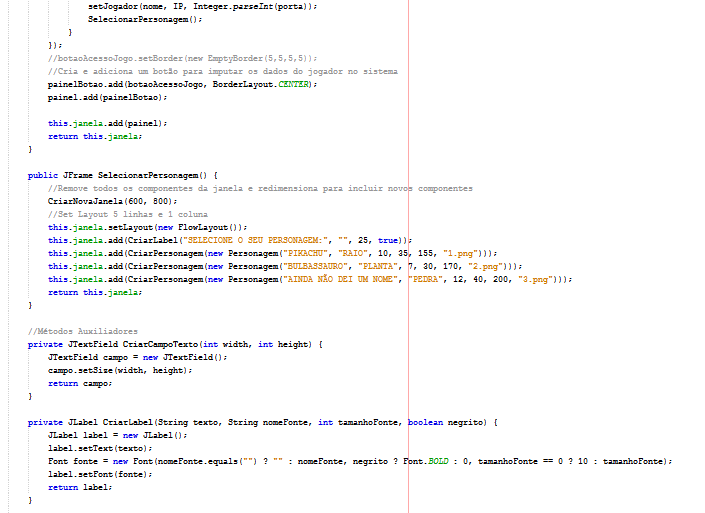 setJogador(nome, IP, Integer.parseInt(porta));
SelecionarPersonagem();
}
});
//botaoAcessoJogo.setBorder(new EmptyBorder(5,5,5,5));
//Cria e adiciona um botão para imputar os dados do jogador no sistema
painelBotao.add(botaoAcessoJogo, BorderLayout.CENTER);
painel.add(painelBotao);
this.janela.add(painel);
return this.janela;
}
public JFrame SelecionarPersonagem() {
//Remove todos os componentes da janela e redimensiona para incluir novos componentes
CriarNovaJanela(600, 800);
//Set Layout 5 linhas e 1 coluna
this.janela.setLayout(new FlowLayout());
this.janela.add(CriarLabel("SELECIONE O SEU PERSONAGEM:", "", 25, true));
this.janela.add(CriarPersonagem(new Personagem("PIKACHU", "RAIO", 10, 35, 155, "1.png")));
this.janela.add(CriarPersonagem(new Personagem("BULBASSAURO", "PLANTA", 7, 30, 170, "2.png")));
this.janela.add(CriarPersonagem(new Personagem("AINDA NÃO DEI UM NOME", "PEDRA", 12, 40, 200, "3.png")));
return this.janela;
}
//Métodos Auxiliadores
private JTextField CriarCampoTexto(int width, int height) {
JTextField campo = new JTextField();
campo.setSize(width, height);
return campo;
}
private JLabel CriarLabel(String texto, String nomeFonte, int tamanhoFonte, boolean negrito) {
JLabel label = new JLabel();
label.setText(texto);
Font fonte = new Font(nomeFonte.equals("") ? "" : nomeFonte, negrito ? Font.BOLD : 0, tamanhoFonte == 0 ? 10 : tamanhoFonte);
label.setFont(fonte);
return label;
}